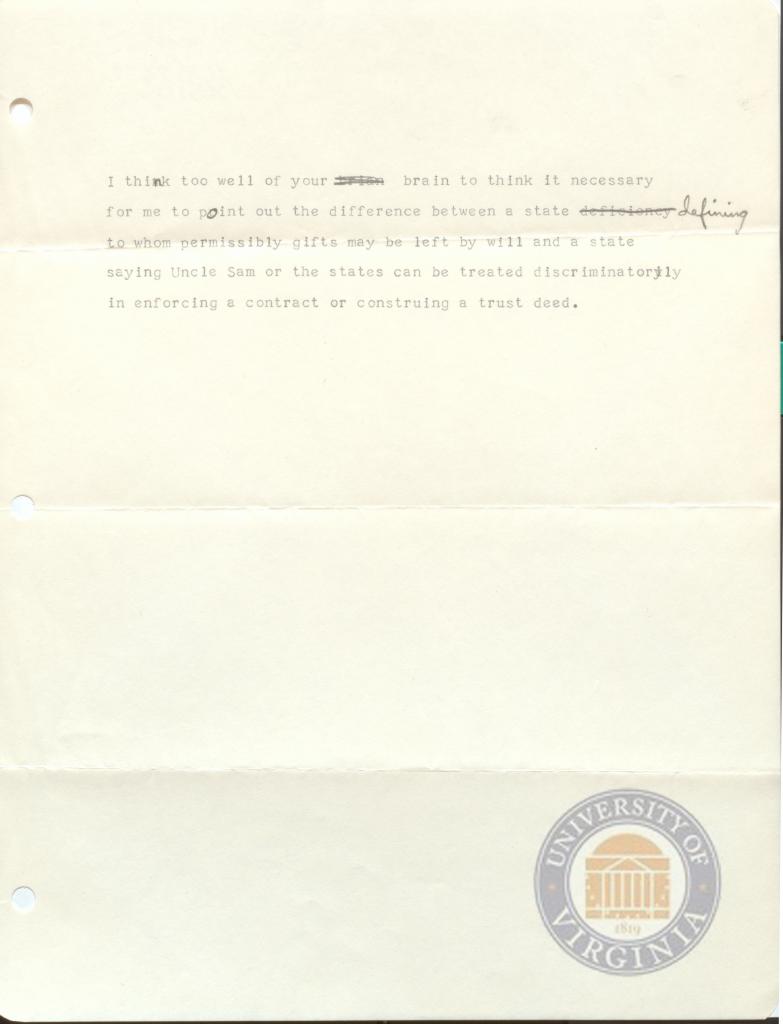 I think too well of your brian brain to think it necessary
for me to point out the difference between a state deficiency defining
to whom permissibly gifts may be left by will and a state
saying Uncle Sam or the states can be treated discriminatorily
in enforcing a contract or construing a trust deed.
UNIVERSITY OF
VIRGINIA
1819